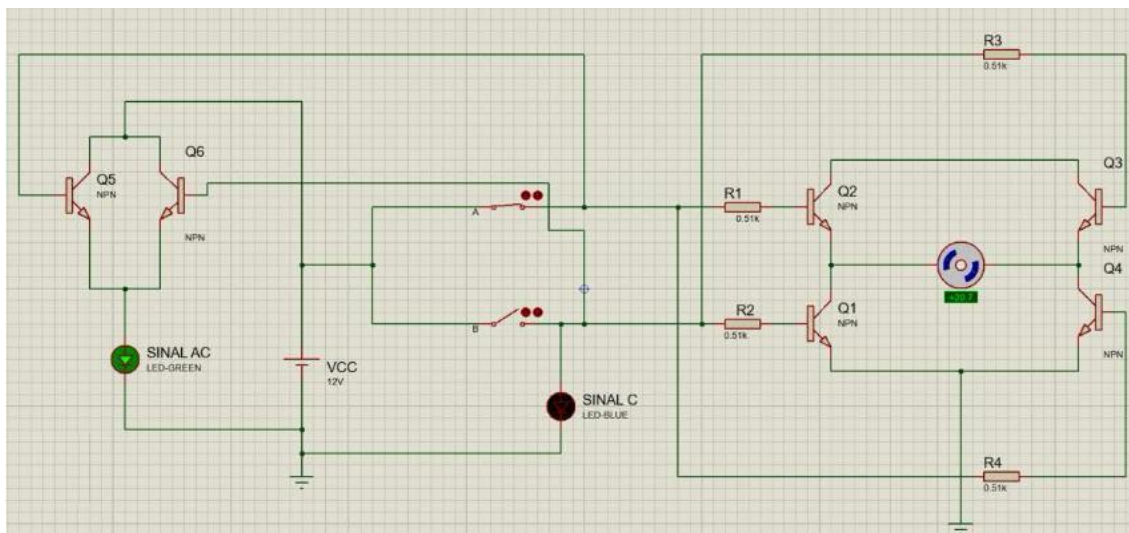 R3
0.51k
Q6
Q5
NPN
NPN
Q3
NPN
R1
0.51k
Q2
NPN
A
Q4
NPN
+20.7
R2
0.51k
Q1
NPN
B
SINAL AC
LED-GREEN
VCC
12V
SINAL C
LED-BLUE
R4
0.51k